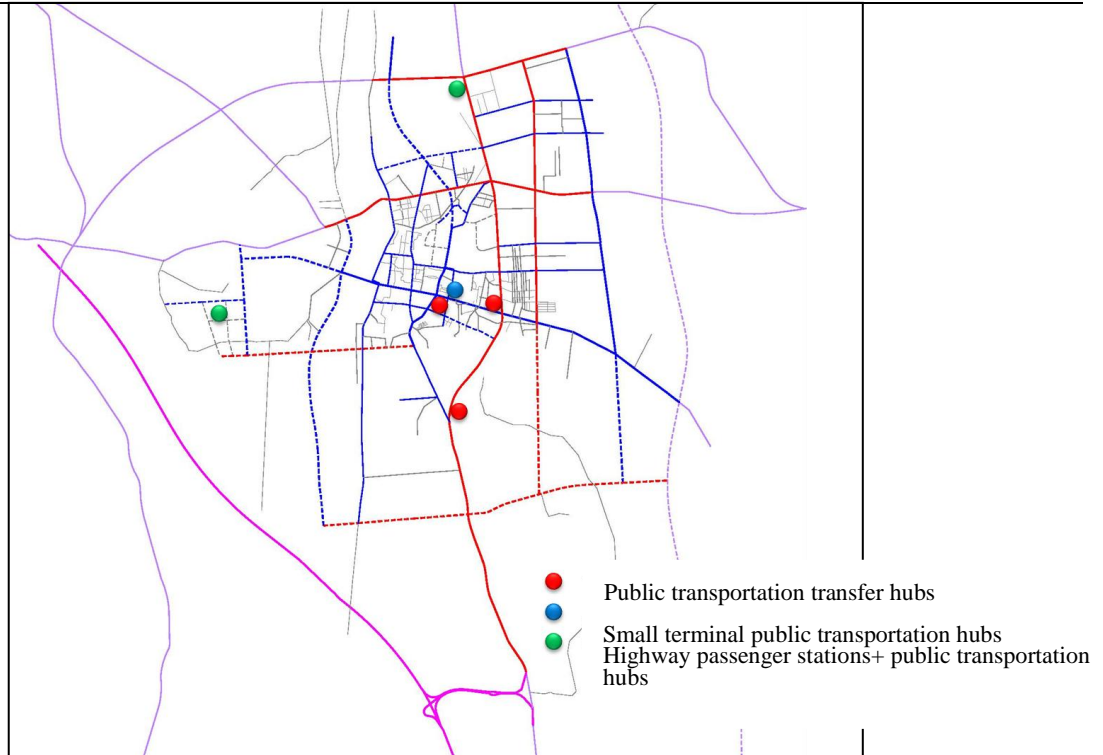 Public transportation transfer hubs
Small terminal public transportation hubs
Highway passenger stations+ public transportation
hubs